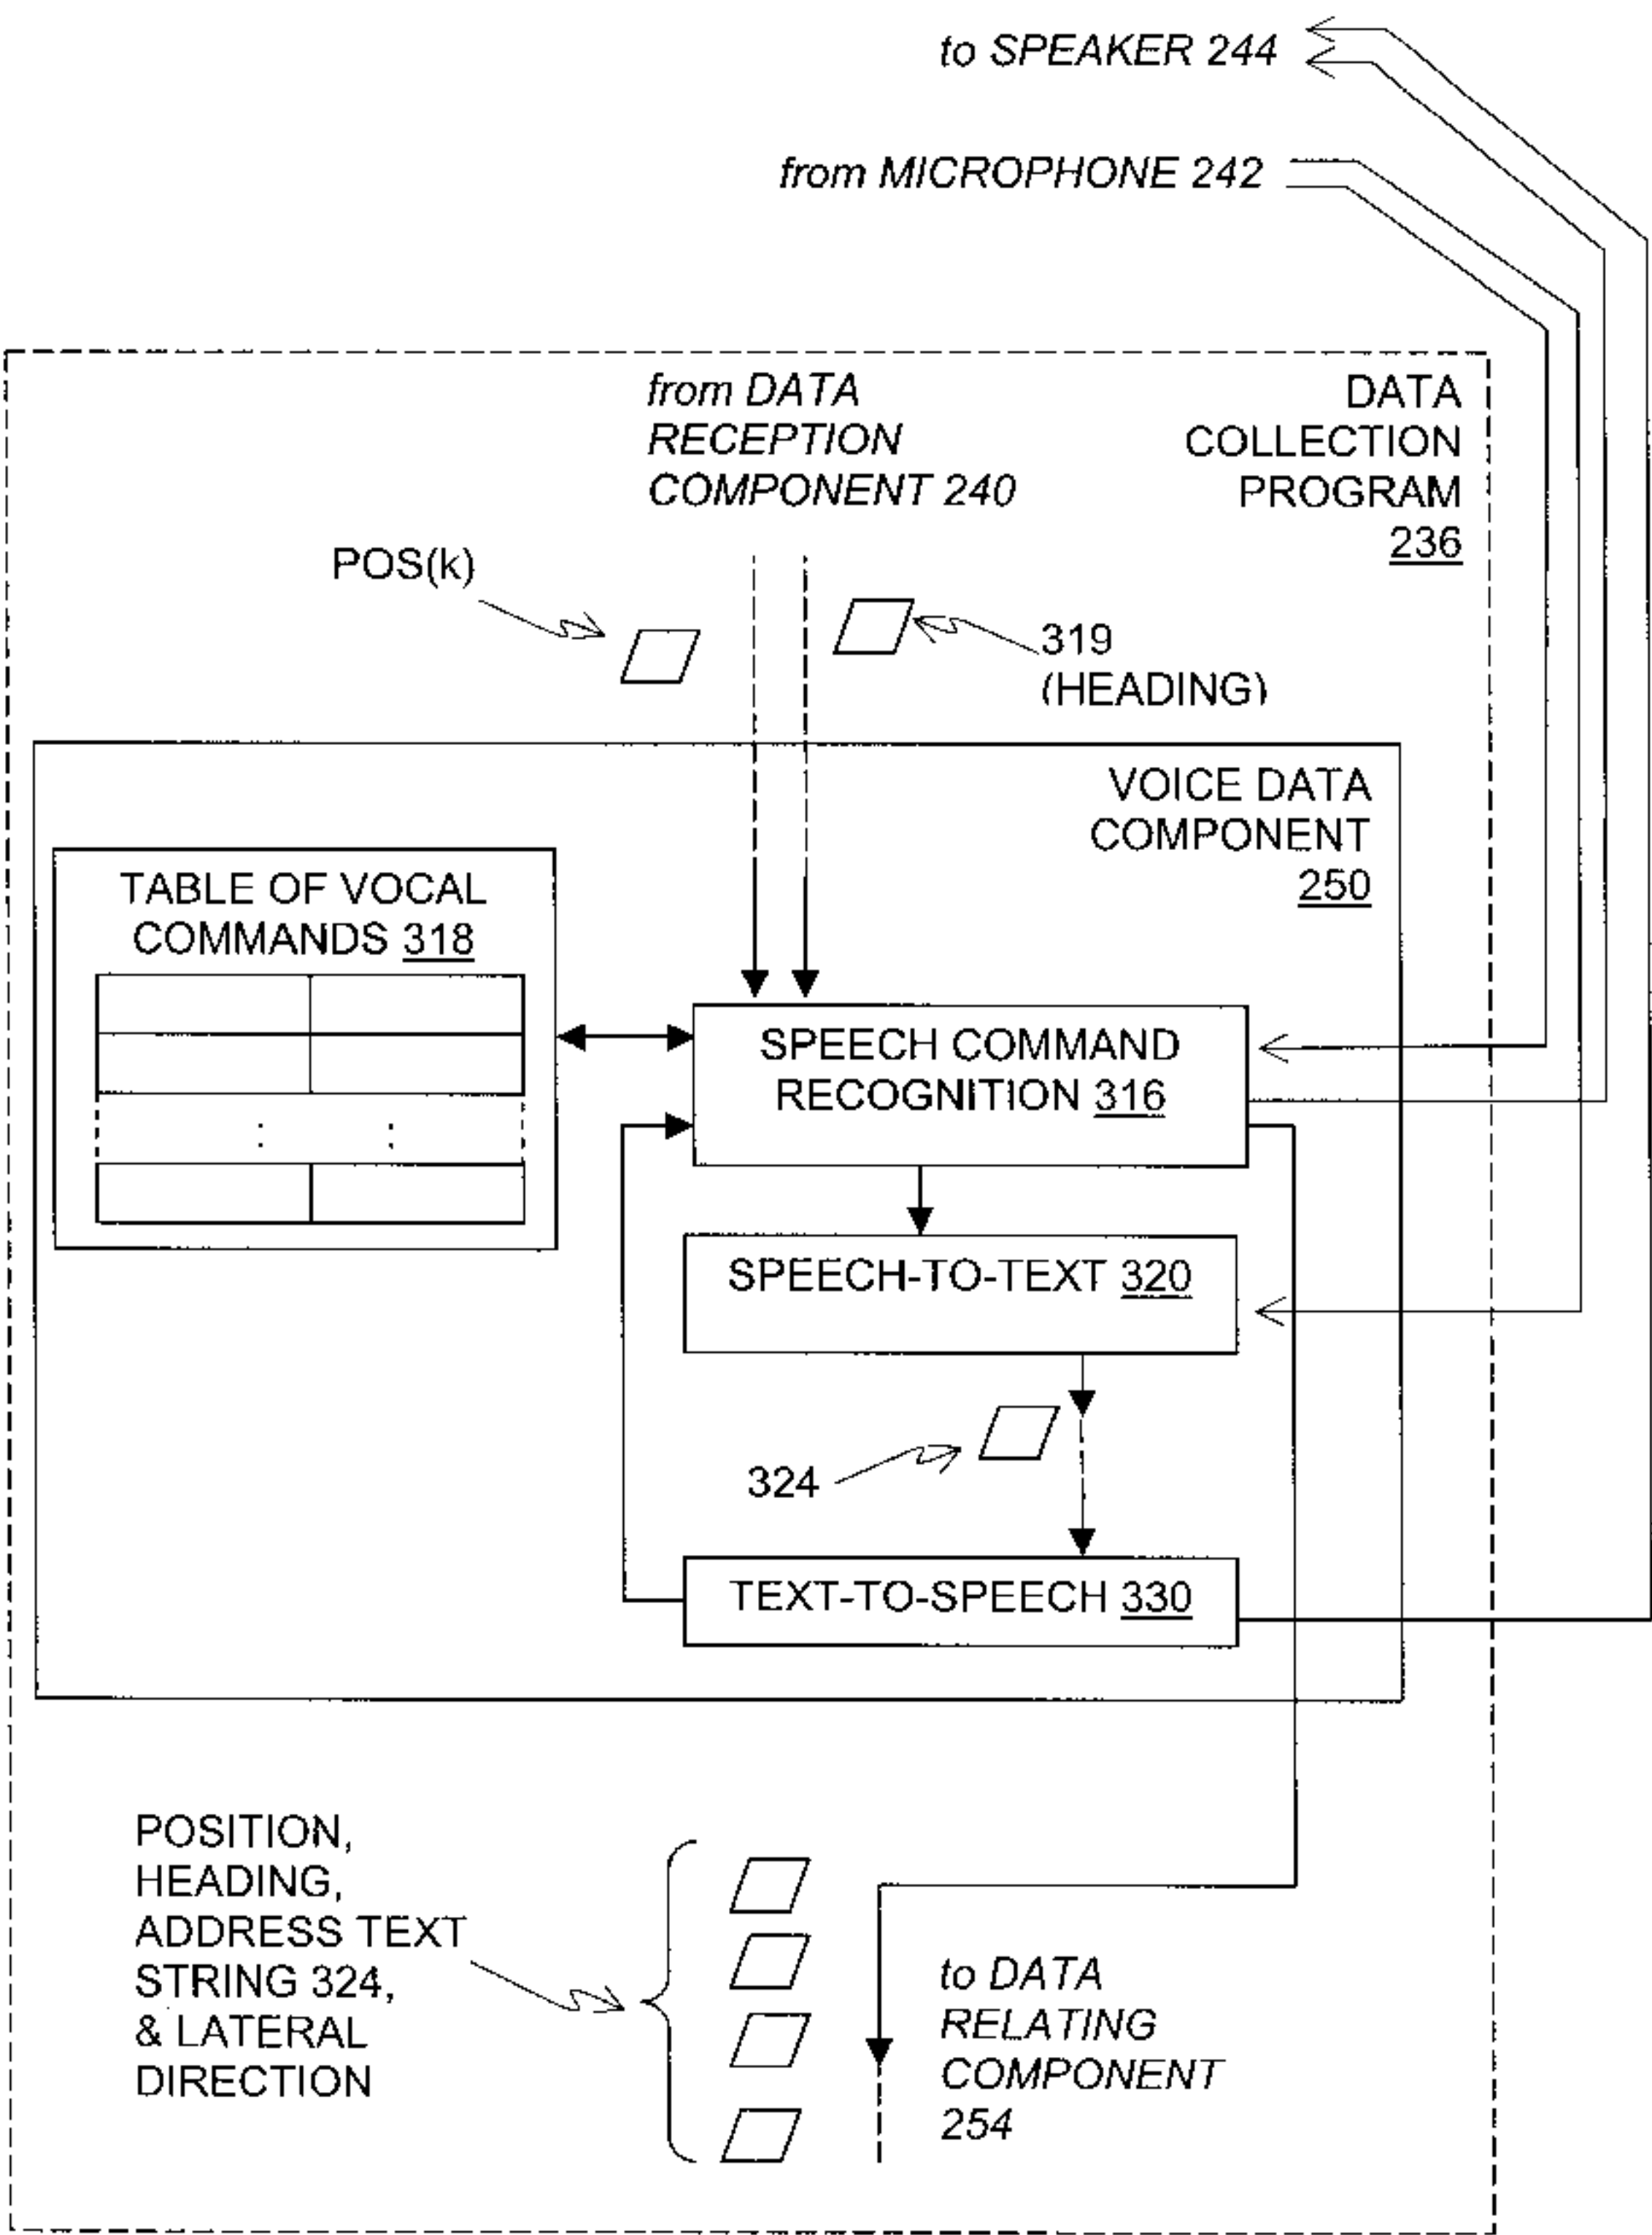 to SPEAKER 244
from MICROPHONE 242
from DATA
RECEPTION
COMPONENT 240
DATA
COLLECTION
PROGRAM
236
POS(k)
319
(HEADING)
VOICE DATA
COMPONENT
250
TABLE OF VOCAL
COMMANDS 318
SPEECH COMMAND
RECOGNITION 316
SPEECH-TO-TEXT 320
324
TEXT-TO-SPEECH 330
POSITION,
HEADING,
ADDRESS TEXT
STRING 324,
& LATERAL
DIRECTION
to DATA
RELATING
COMPONENT
254